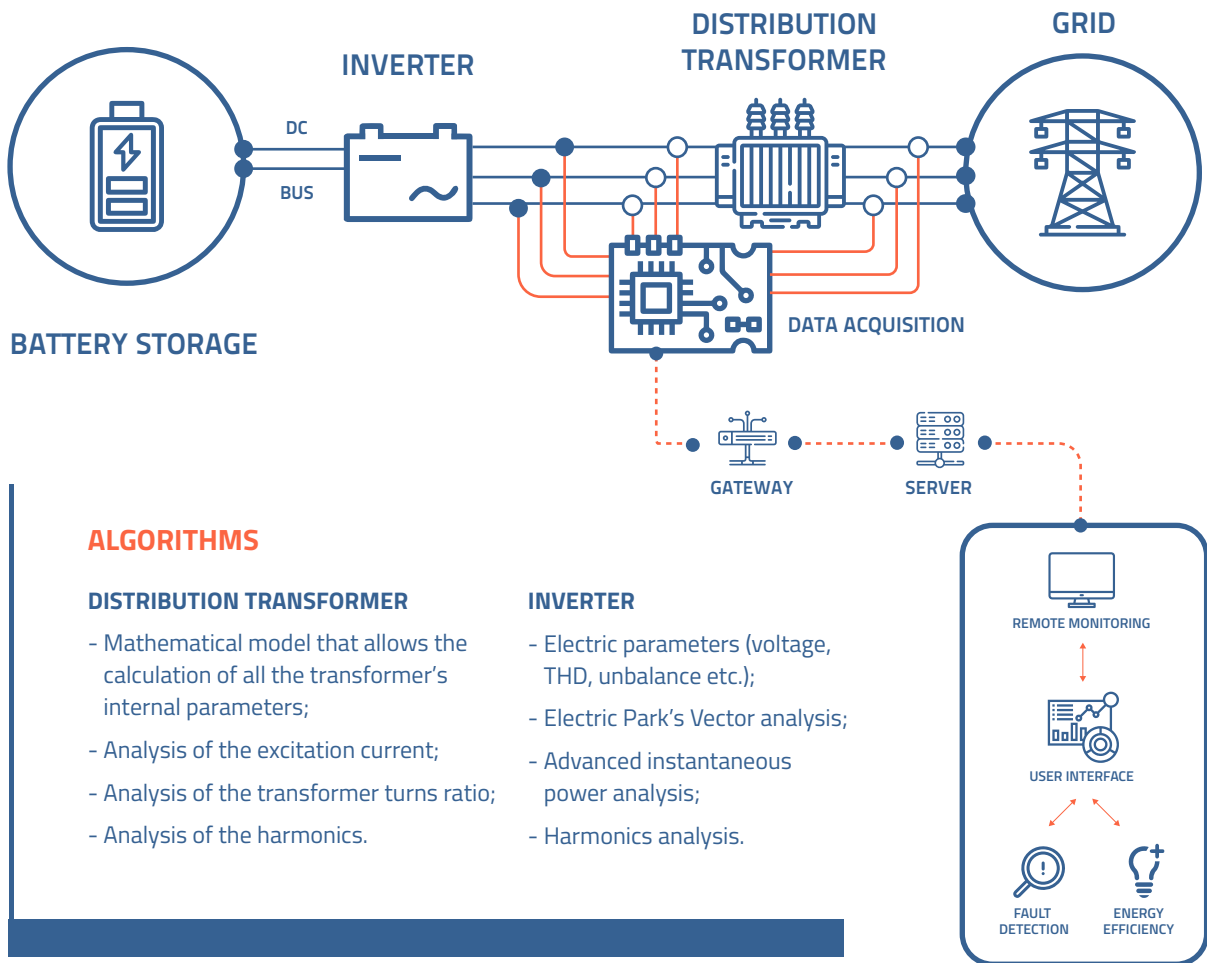 DISTRIBUTION
TRANSFORMER
GRID
INVERTER
DC
BUS
BATTERY STORAGE
DATA ACQUISITION
GATEWAY
SERVER
ALGORITHMS
DISTRIBUTION TRANSFORMER
- Mathematical model that allows the
calculation of all the transformer's
internal parameters;
- Analysis of the excitation current;
- Analysis of the transformer turns ratio;
- Analysis of the harmonics.
INVERTER
- Electric parameters (voltage,
THD, unbalance etc.);
- Electric Park's Vector analysis;
- Advanced instantaneous
power analysis;
- Harmonics analysis.
REMOTE MONITORING
USER INTERFACE
FAULT
DETECTION
ENERGY
EFFICIENCY